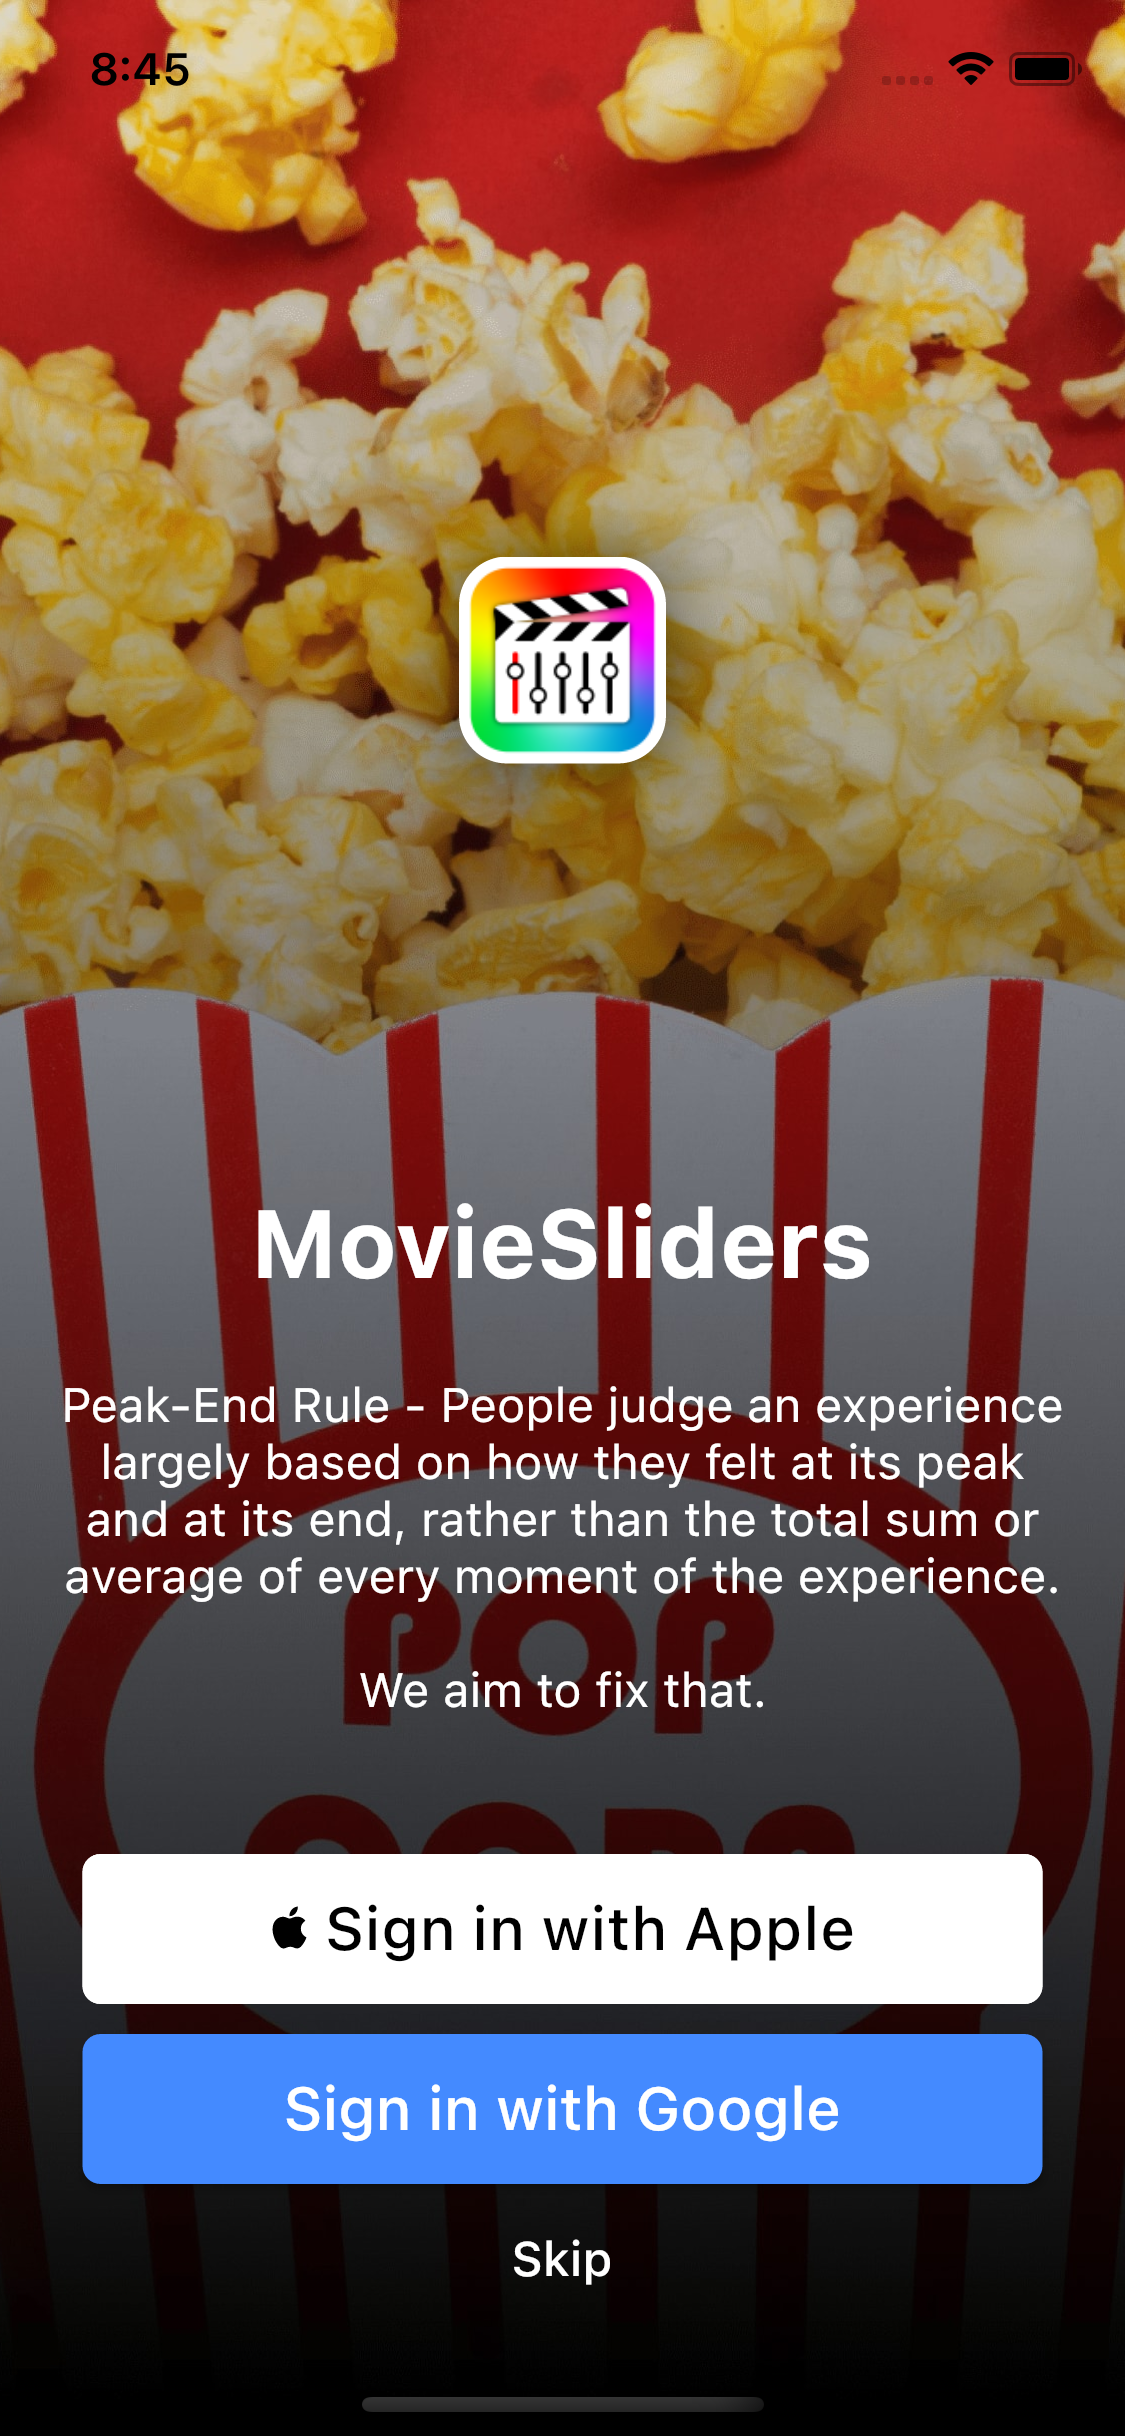 8:45
MovieSliders
Peak-End Rule - People judge an experience
largely based on how they felt at its peak
and at its end, rather than the total sum or
average of every moment of the experience.
POP
We aim to fix that.
Sign in with Apple
Sign in with Google
Skip